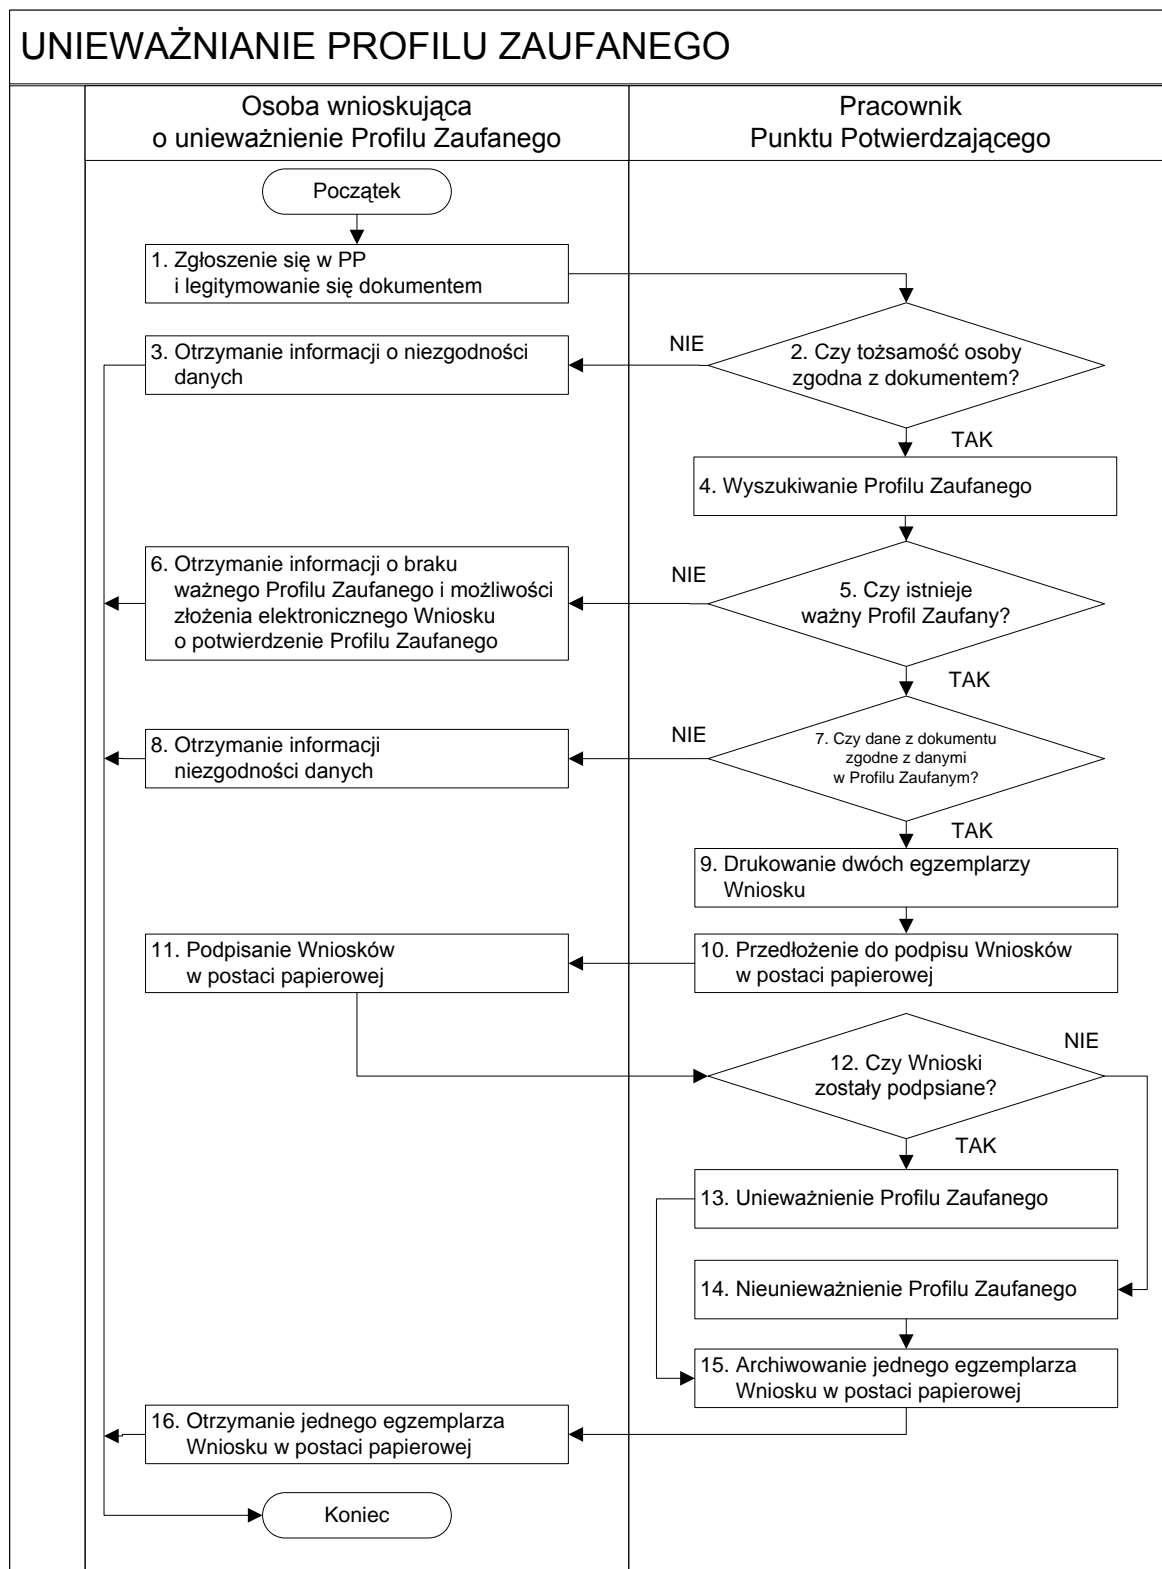 UNIEWAŻNIANIE PROFILU ZAUFANEGO
Osoba wnioskująca
o unieważnienie Profilu Zaufanego
Pracownik
Punktu Potwierdzającego
Początek
1. Zgłoszenie się w PP
i legitymowanie się dokumentem
2. Czy tożsamość osoby
zgodna z dokumentem?
NIE
3. Otrzymanie informacji o niezgodności
danych
TAK
4. Wyszukiwanie Profilu Zaufanego
5. Czy istnieje
ważny Profil Zaufany?
NIE
6. Otrzymanie informacji o braku
ważnego Profilu Zaufanego i możliwości
złożenia elektronicznego Wniosku
o potwierdzenie Profilu Zaufanego
TAK
7. Czy dane z dokumentu
zgodne z danymi
w Profilu Zaufanym?
NIE
8. Otrzymanie informacji
niezgodności danych
TAK
9. Drukowanie dwóch egzemplarzy
Wniosku
10. Przedłożenie do podpisu Wniosków
w postaci papierowej
11. Podpisanie Wniosków
w postaci papierowej
12. Czy Wnioski
zostały podpsiane?
NIE
TAK
13. Unieważnienie Profilu Zaufanego
14. Nieunieważnienie Profilu Zaufanego
15. Archiwowanie jednego egzemplarza
Wniosku w postaci papierowej
16. Otrzymanie jednego egzemplarza
Wniosku w postaci papierowej
Koniec